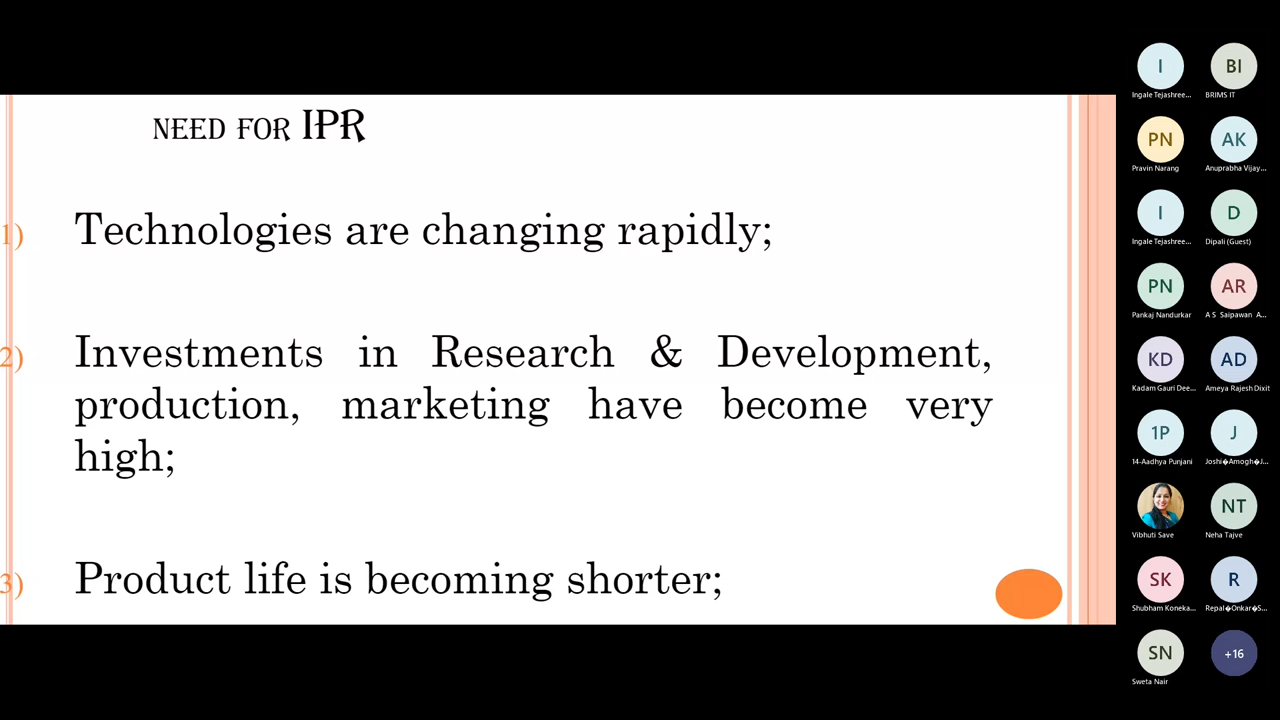 NEED FOR IPR
1) Technologies are changing rapidly;
2) Investments in Research & Development,
production, marketing have become very
high;
3) Product life is becoming shorter;
I
Ingale Tejashree...
BI
BRIMS IT
PN
Pravin Narang
AK
Anuprabha Vijay...
I
Ingale Tejashree...
D
Dipali (Guest)
PN
Pankaj Nandurkar
AR
A S Saipawan A...
KD
Kadam Gauri Dee...
AD
Ameya Rajesh Dixit
1P
14-Aadhya Punjani
J
Joshi�Amogh�J...
Vibhuti Save
NT
Neha Tajve
SK
Shubham Koneka...
R
Repal�Onkar�S...
SN
Sweta Nair
+16